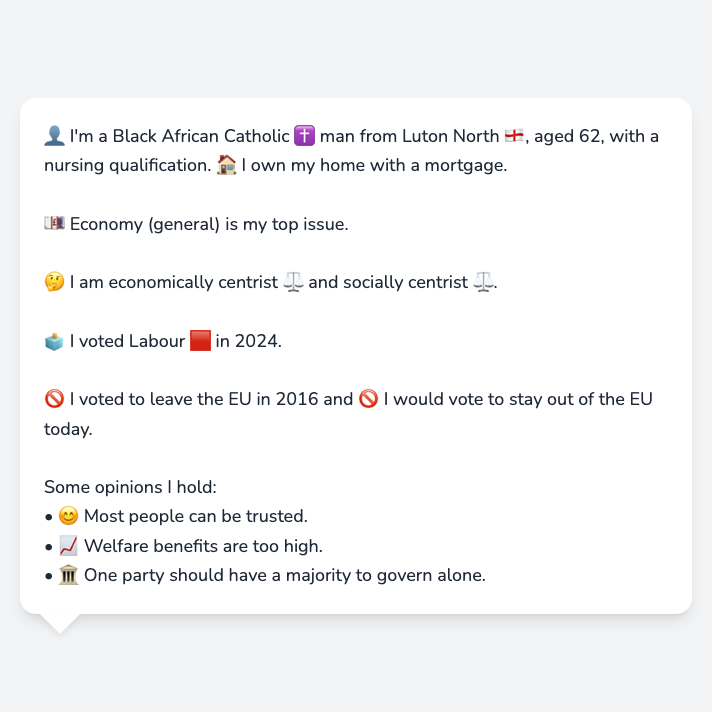 👤 I'm a Black African Catholic ✝️ man from Luton North 🏴󠁧󠁢󠁥󠁮󠁧󠁿, aged 62, with a
nursing qualification. 🏠 I own my home with a mortgage.
💷 Economy (general) is my top issue.
🤔 I am economically centrist ⚖️ and socially centrist ⚖️.
🗳️ I voted Labour 🟥 in 2024.
🚫 I voted to leave the EU in 2016 and 🚫 I would vote to stay out of the EU
today.
Some opinions I hold:
• 😊 Most people can be trusted.
• 📈 Welfare benefits are too high.
• 🏛️ One party should have a majority to govern alone.